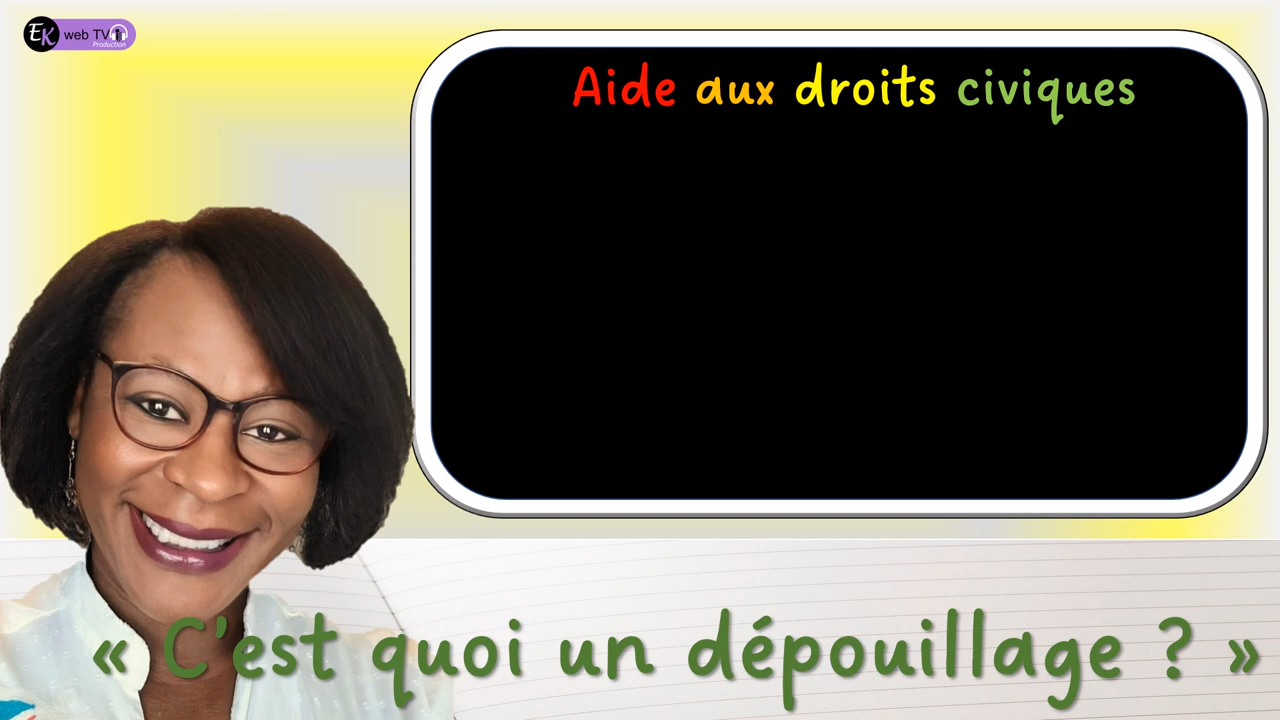 EK web TV
Production
Aide aux droits civiques
« C'est quoi un dépouillage ? »